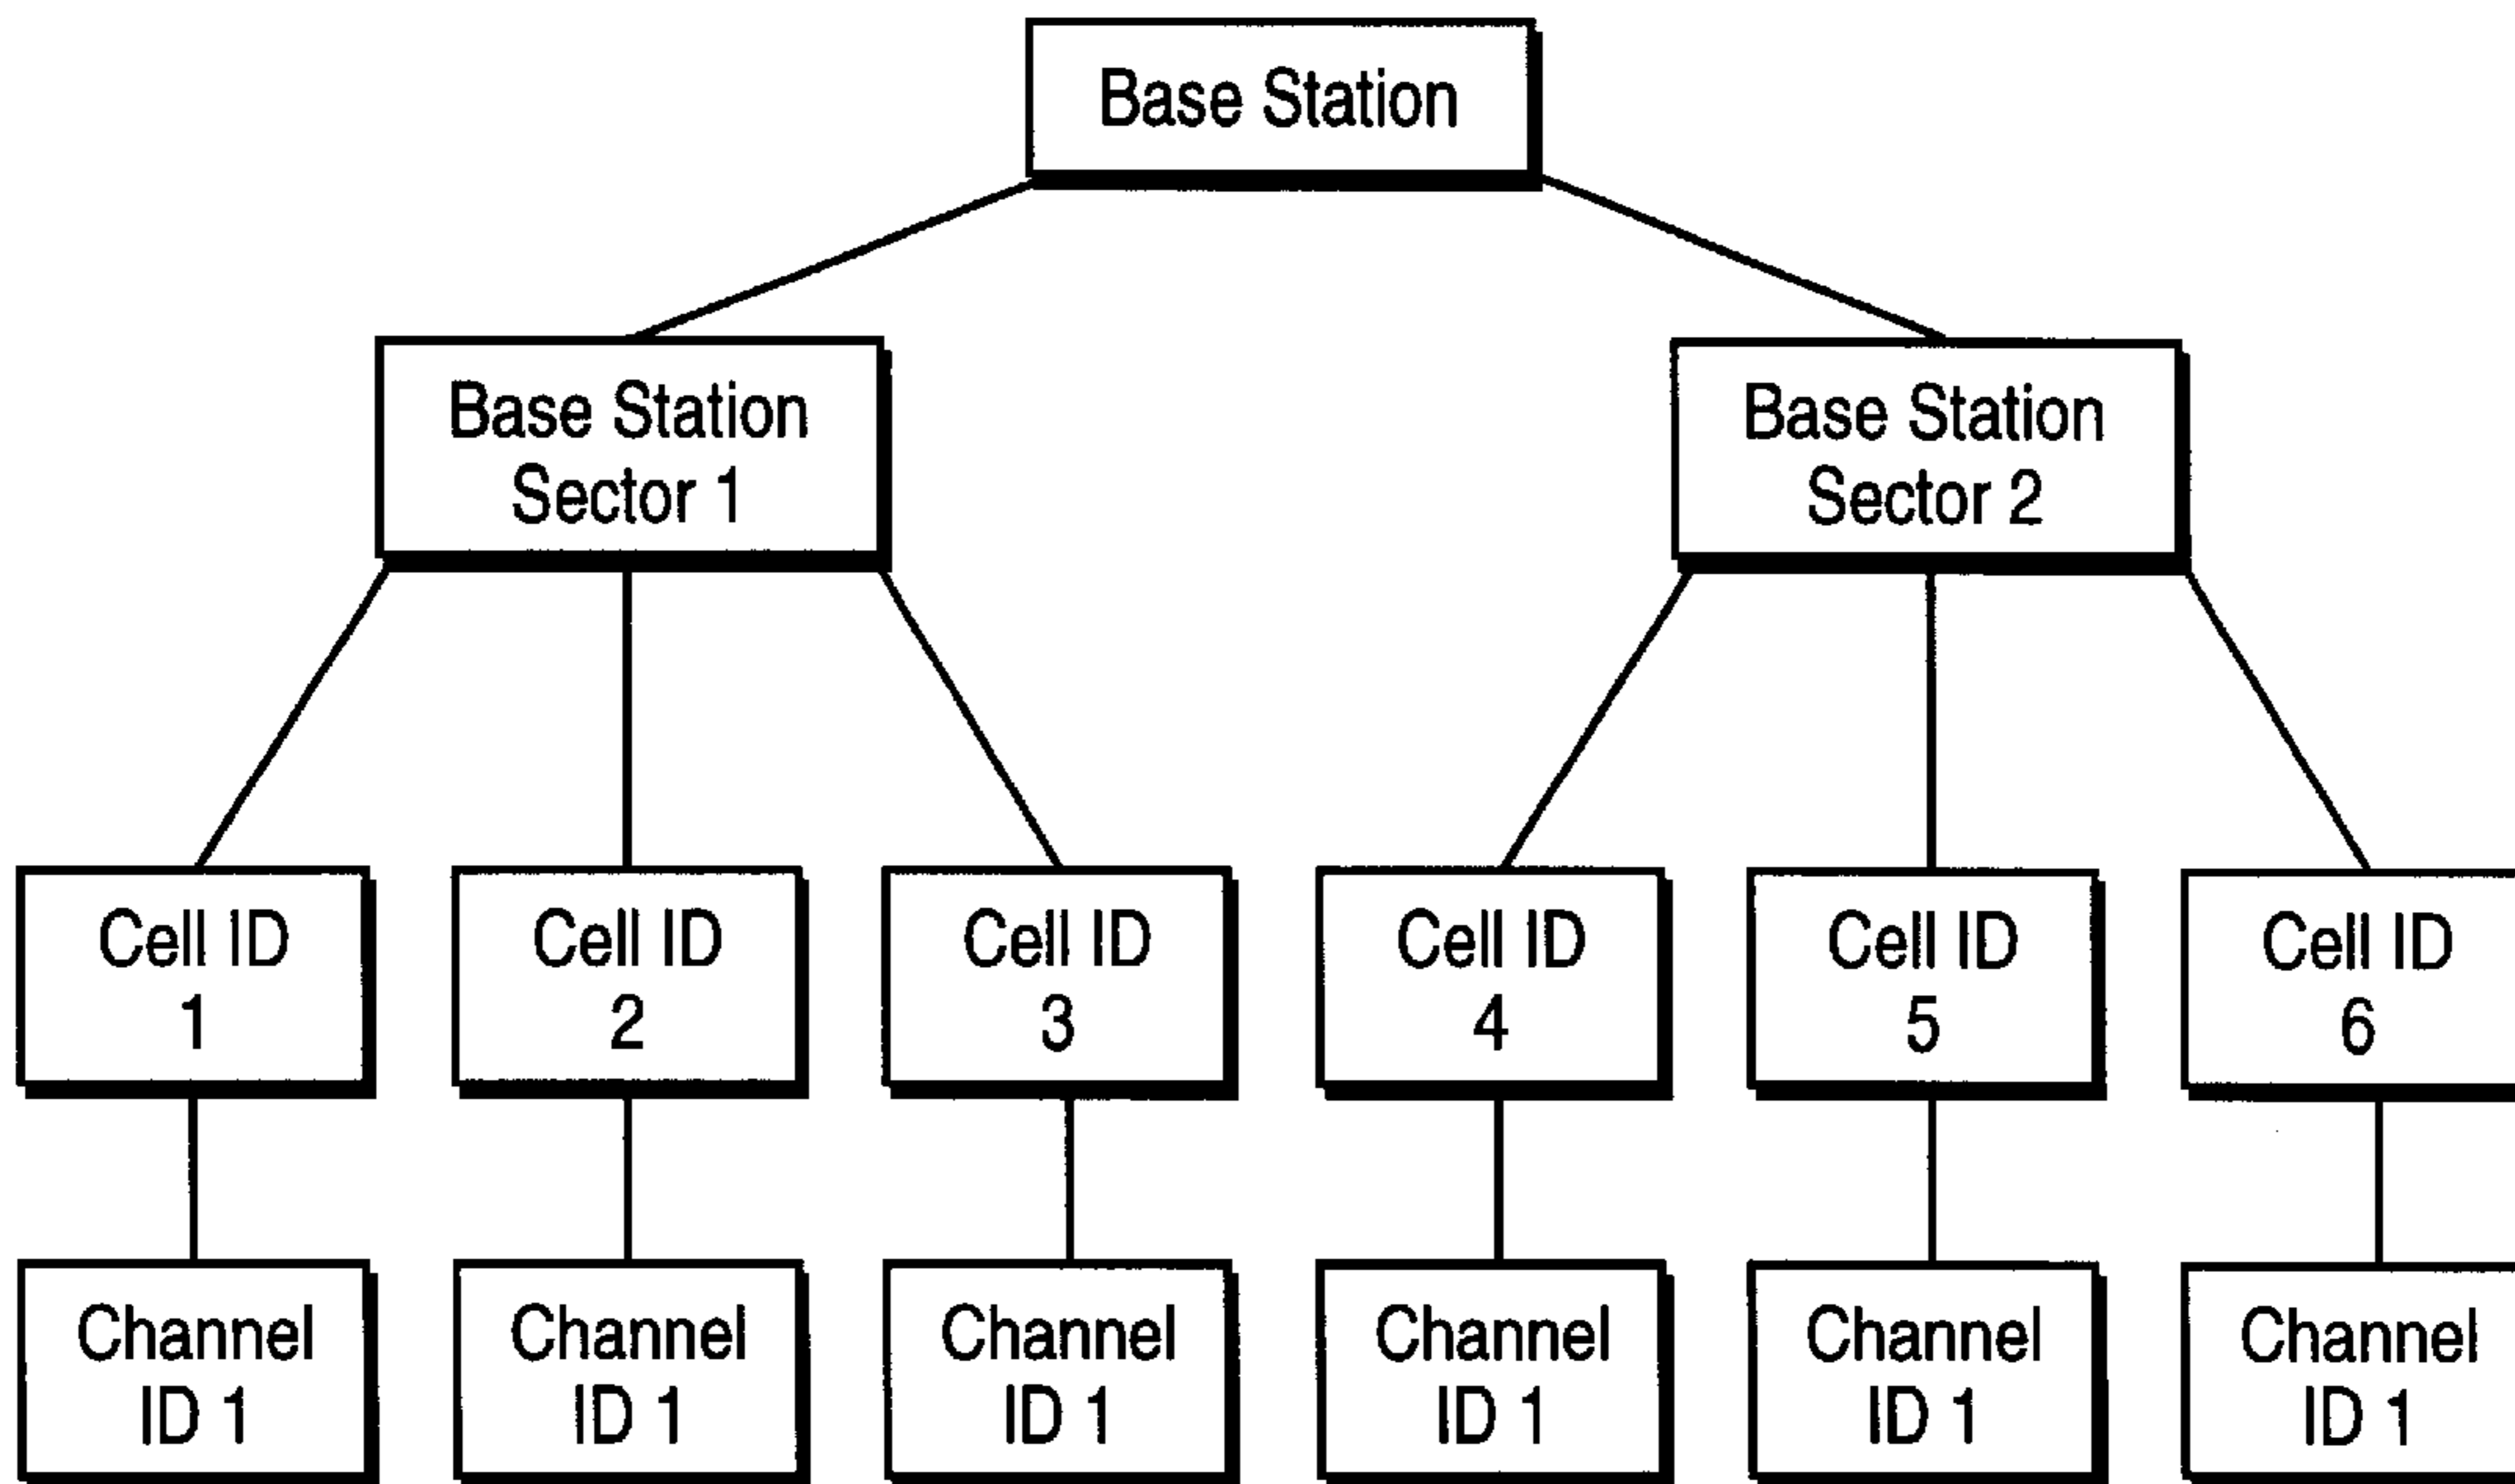 Base Station
Base Station
Sector 1
Base Station
Sector 2
Cell ID
1
Cell ID
2
Cell ID
3
Cell ID
4
Cell ID
5
Cell ID
6
Channel
ID 1
Channel
ID 1
Channel
ID 1
Channel
ID 1
Channel
ID 1
Channel
ID 1